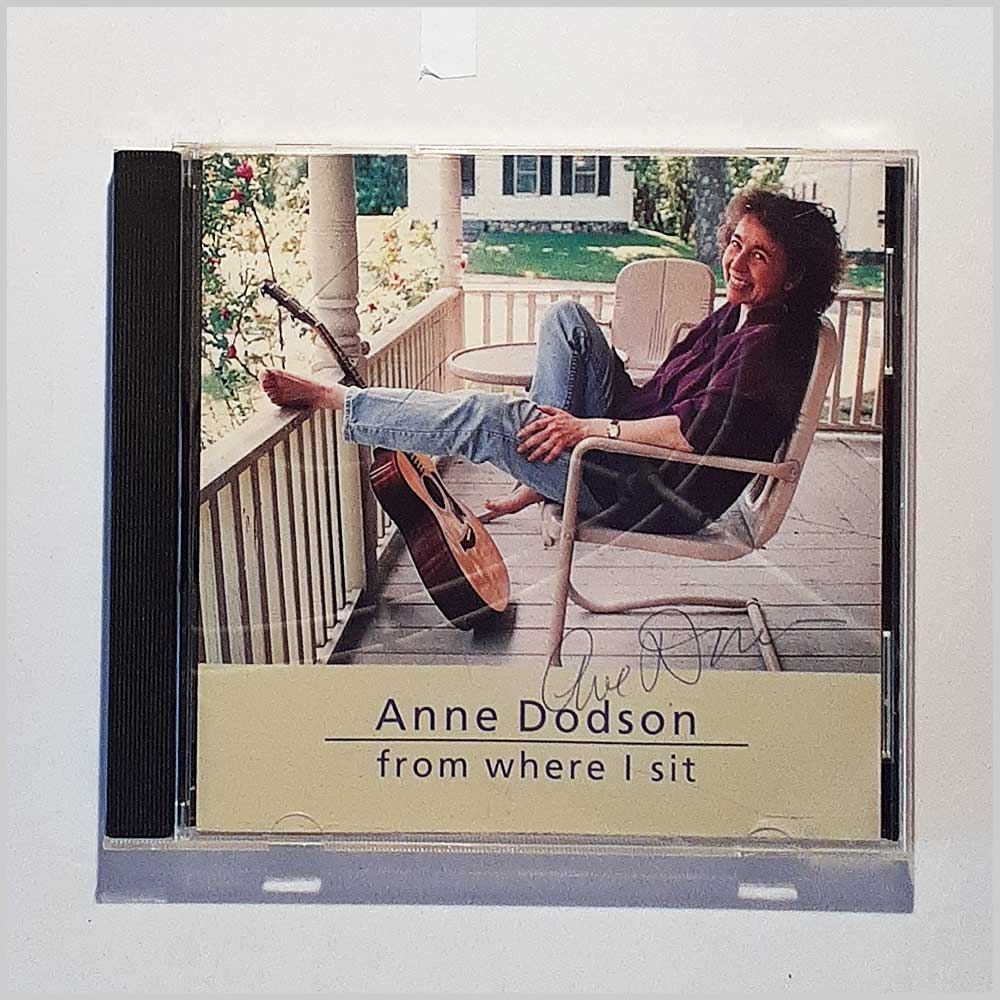 Anne Dodson
from where I sit